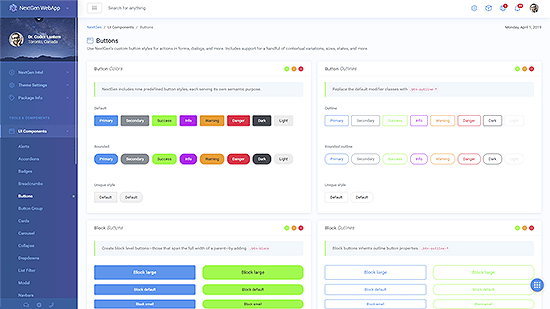 NextGen WebApp
Search for anything
Dr. Codex Lantern
Toronto, Canada
NextGen Intel
Theme Settings
Package Info
TOOLS & COMPONENTS
UI Components
Alerts
Accordions
Badges
Breadcrumbs
Buttons
Button Group
Cards
Carousel
Collapse
Dropdowns
List Filter
Modal
Navbars
NextGen / UI Components / Buttons
Monday, April 1, 2019
Buttons
Use NextGen's custom button styles for actions in forms, dialogs, and more. Includes support for a handful of contextual variations, sizes, states, and more.
Button Colors
NextGen includes nine predefined button styles, each serving its own semantic purpose.
Default
Primary Secondary Success Info Warning Danger Dark Light
Rounded
Primary Secondary Success Info Warning Danger Dark Light
Unique style
Default Default
Button Outlines
Replace the default modifier classes with .btn-outline-*
Outline
Primary Secondary Success Info Warning Danger Dark Light
Rounded outline
Primary Secondary Success Info Warning Danger Dark Light
Unique style
Default Default
Block Buttons
Create block level buttons—those that span the full width of a parent—by adding .btn-block
Block large Block large
Block default Block default
Block small Block small
Block Outlines
Block buttons inherits outline button properties .btn-outline-*
Block large Block large
Block default Block default
Block small Block small